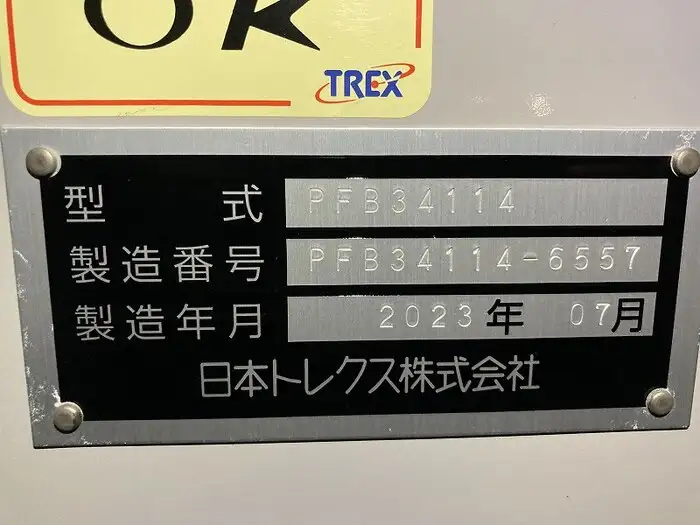 OK
TREX
型式 PFB34114
製造番号 PFB34114-6557
製造年月 2023年 07月
日本トレクス株式会社